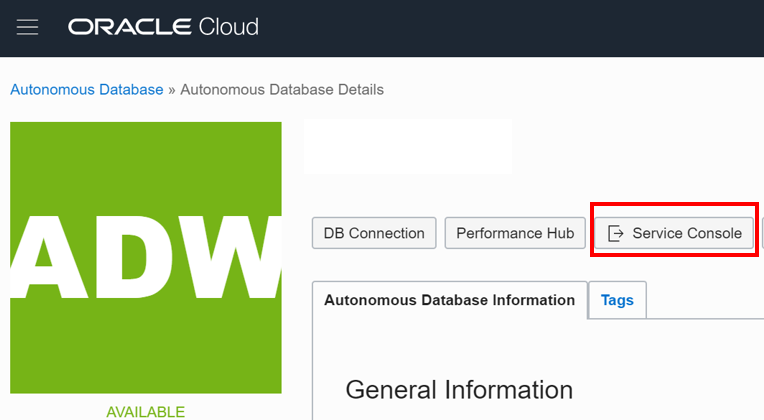 ORACLE Cloud
Autonomous Database » Autonomous Database Details
ADW
DB Connection
Performance Hub
Service Console
Autonomous Database Information
Tags
General Information
AVAILABLE